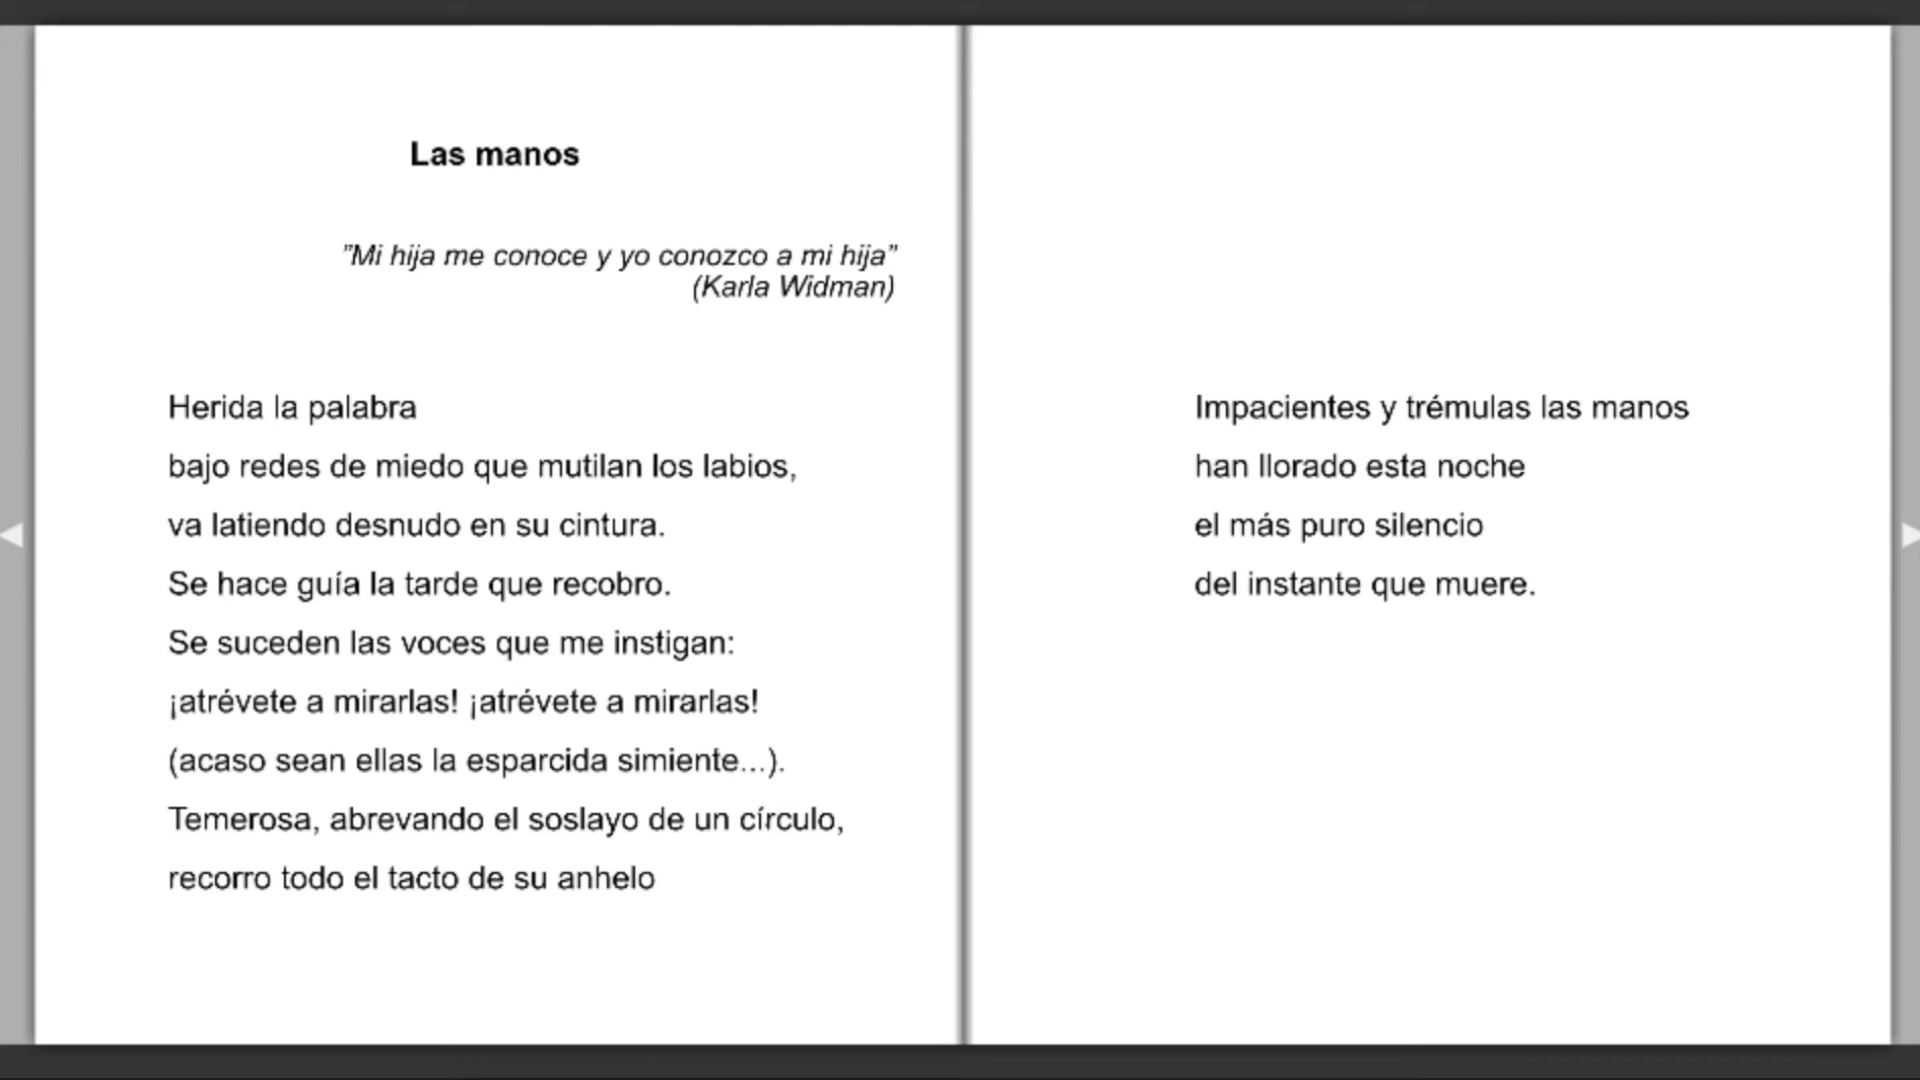 Las manos
"Mi hija me conoce y yo conozco a mi hija"
(Karla Widman)
Herida la palabra
bajo redes de miedo que mutilan los labios,
va latiendo desnudo en su cintura.
Se hace guía la tarde que recobro.
Se suceden las voces que me instigan:
¡atrévete a mirarlas! ¡atrévete a mirarlas!
(acaso sean ellas la esparcida simiente...).
Temerosa, abrevando el soslayo de un círculo,
recorro todo el tacto de su anhelo
Impacientes y trémulas las manos
han llorado esta noche
el más puro silencio
del instante que muere.